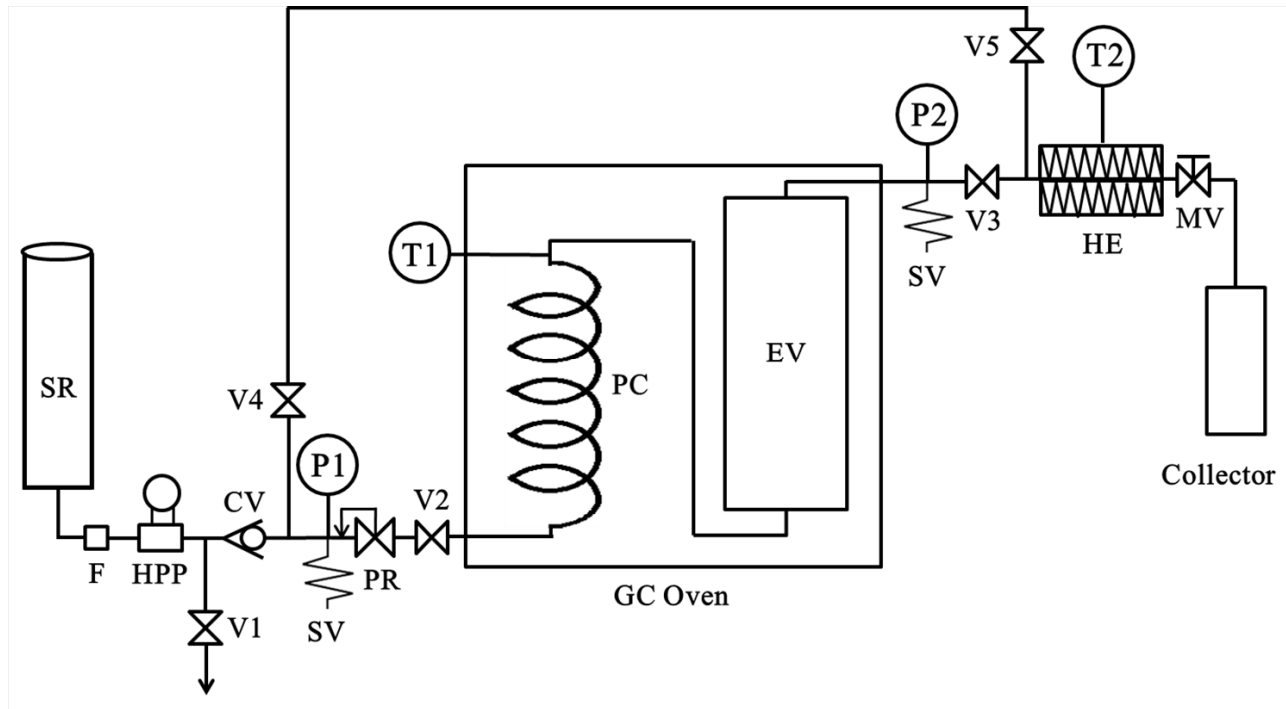 V5
T2
P2
V3
HE
MV
SV
T1
SR
PC
EV
V4
P1
CV
V2
Collector
F
HPP
PR
GC Oven
V1
SV